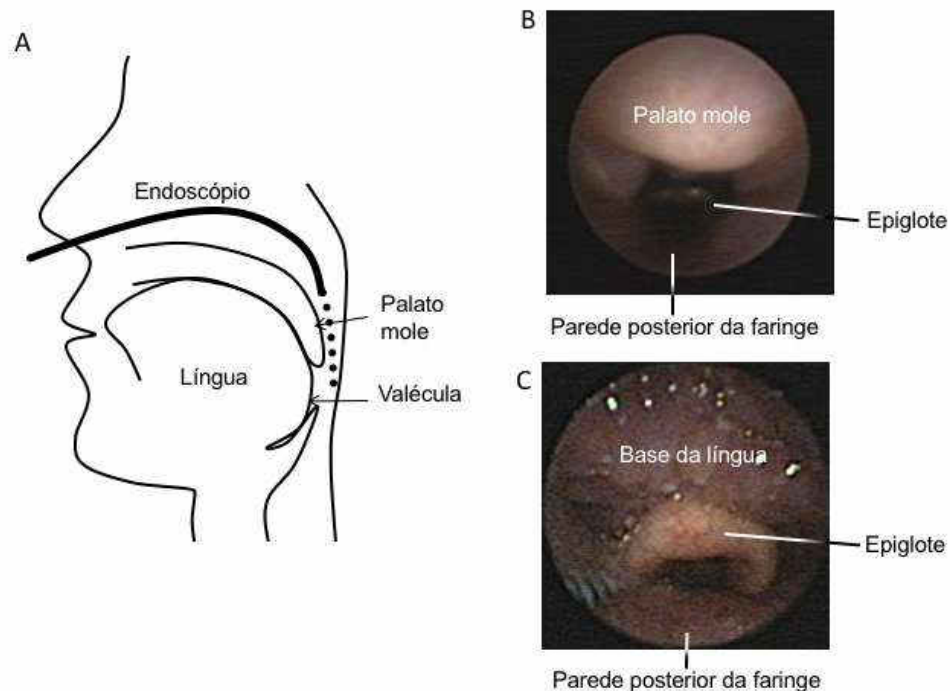 A
Endoscópio
Palato
mole
Língua
Valécula
B
Palato mole
Epiglote
Parede posterior da faringe
C
Base da língua
Epiglote
Parede posterior da faringe